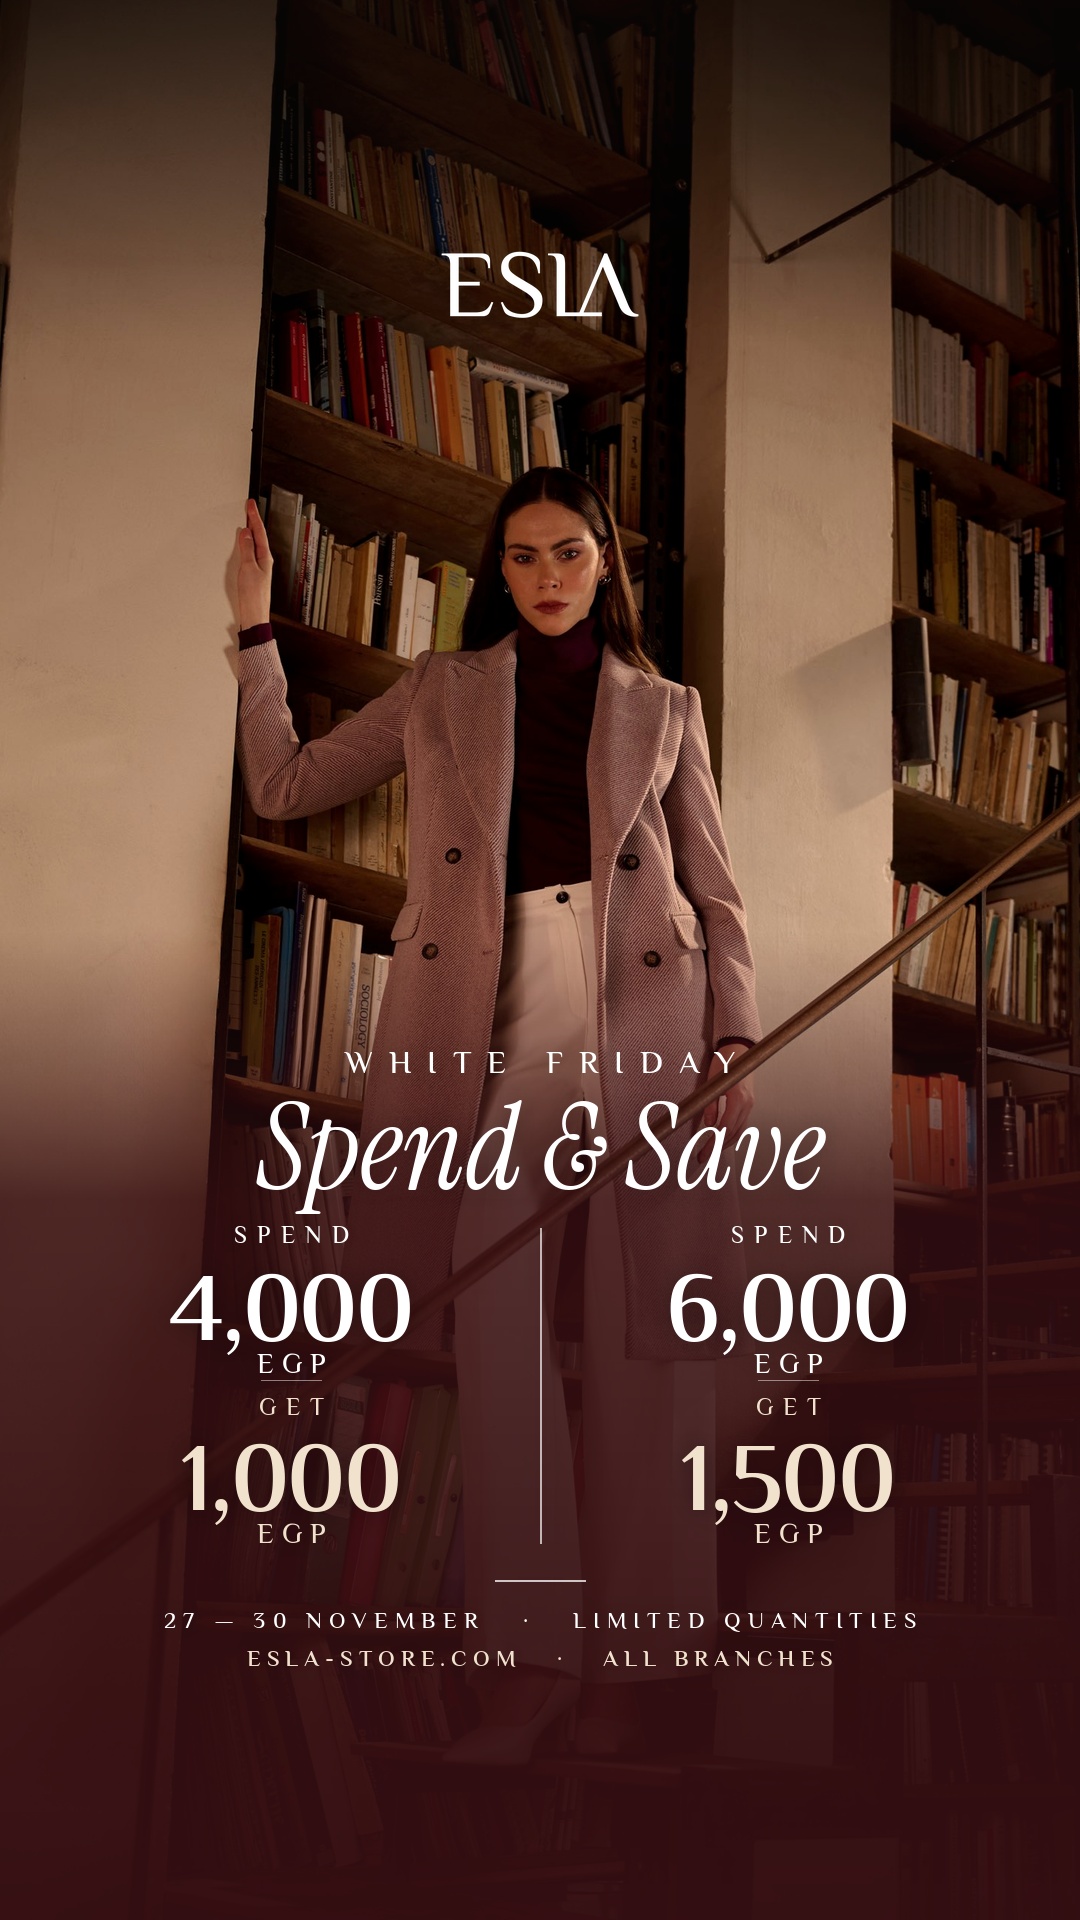 ESLA
SOCIOLOGY
WHITE FRIDAY
Spend & Save
SPEND
4,000
EGP
GET
1,000
EGP
SPEND
6,000
EGP
GET
1,500
EGP
27 — 30 NOVEMBER · LIMITED QUANTITIES
ESLA-STORE.COM · ALL BRANCHES